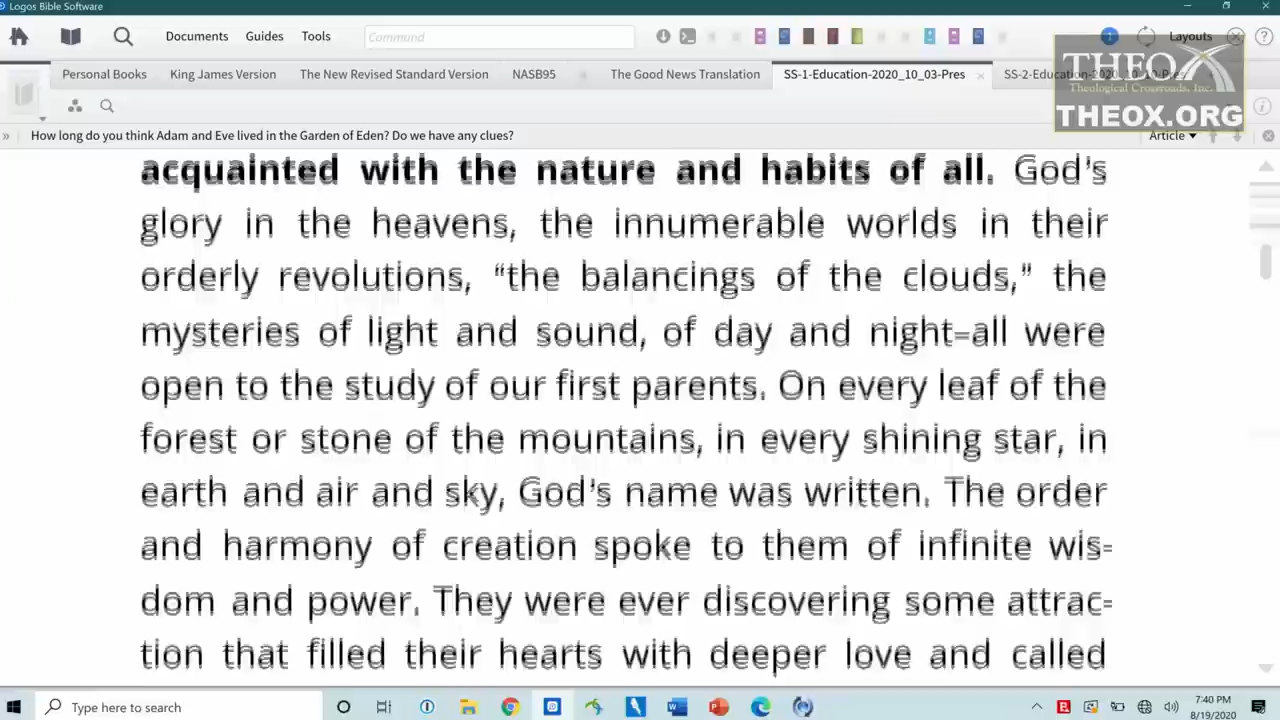 Logos Bible Software
Documents Guides Tools Command Layouts
THEOX
Theological Crossroads, Inc.
THEOX.ORG
Personal Books King James Version The New Revised Standard Version NASB95 The Good News Translation SS-1-Education-2020_10_03-Pres SS-2-Education-2020_10_10-Pres
How long do you think Adam and Eve lived in the Garden of Eden? Do we have any clues? Article
acquainted with the nature and habits of all. God’s
glory in the heavens, the innumerable worlds in their
orderly revolutions, “the balancings of the clouds,” the
mysteries of light and sound, of day and night–all were
open to the study of our first parents. On every leaf of the
forest or stone of the mountains, in every shining star, in
earth and air and sky, God’s name was written. The order
and harmony of creation spoke to them of infinite wis-
dom and power. They were ever discovering some attrac-
tion that filled their hearts with deeper love and called
Type here to search
7:40 PM
8/19/2020